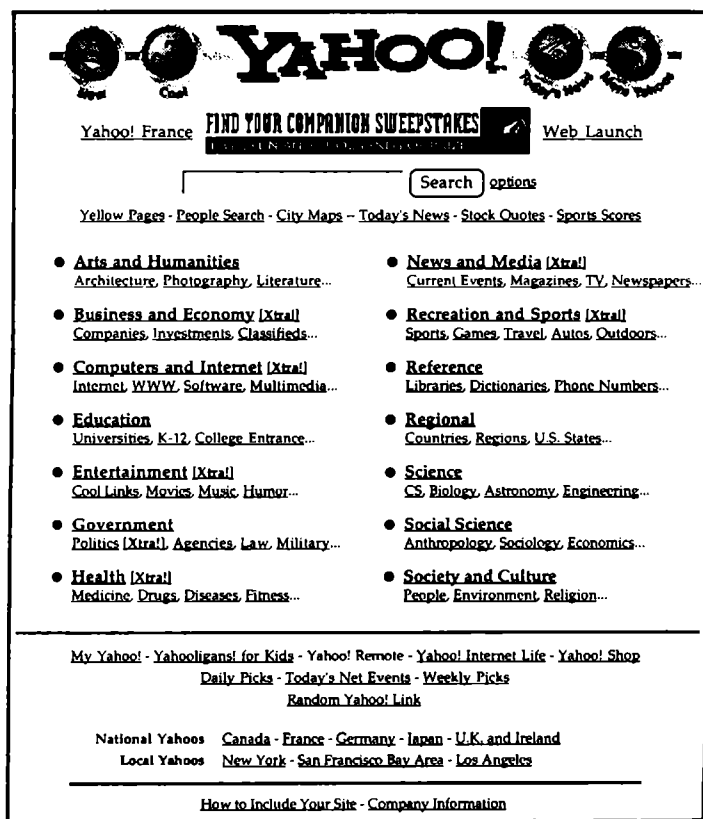 YAHOO!
New
Cool
Today's News
More Yahoos
Yahoo! France
FIND YOUR COMPANION SWEEPSTAKES
Web Launch
Search options
Yellow Pages - People Search - City Maps -- Today's News - Stock Quotes - Sports Scores
● Arts and Humanities
Architecture, Photography, Literature...
● Business and Economy [Xtra!]
Companies, Investments, Classifieds...
● Computers and Internet [Xtra!]
Internet, WWW, Software, Multimedia...
● Education
Universities, K-12, College Entrance...
● Entertainment [Xtra!]
Cool Links, Movies, Music, Humor...
● Government
Politics [Xtra!], Agencies, Law, Military...
● Health [Xtra!]
Medicine, Drugs, Diseases, Fitness...
● News and Media [Xtra!]
Current Events, Magazines, TV, Newspapers...
● Recreation and Sports [Xtra!]
Sports, Games, Travel, Autos, Outdoors...
● Reference
Libraries, Dictionaries, Phone Numbers...
● Regional
Countries, Regions, U.S. States...
● Science
CS, Biology, Astronomy, Engineering...
● Social Science
Anthropology, Sociology, Economics...
● Society and Culture
People, Environment, Religion...
My Yahoo! - Yahooligans! for Kids - Yahoo! Remote - Yahoo! Internet Life - Yahoo! Shop
Daily Picks - Today's Net Events - Weekly Picks
Random Yahoo! Link
National Yahoos Canada - France - Germany - Japan - U.K. and Ireland
Local Yahoos New York - San Francisco Bay Area - Los Angeles
How to Include Your Site - Company Information